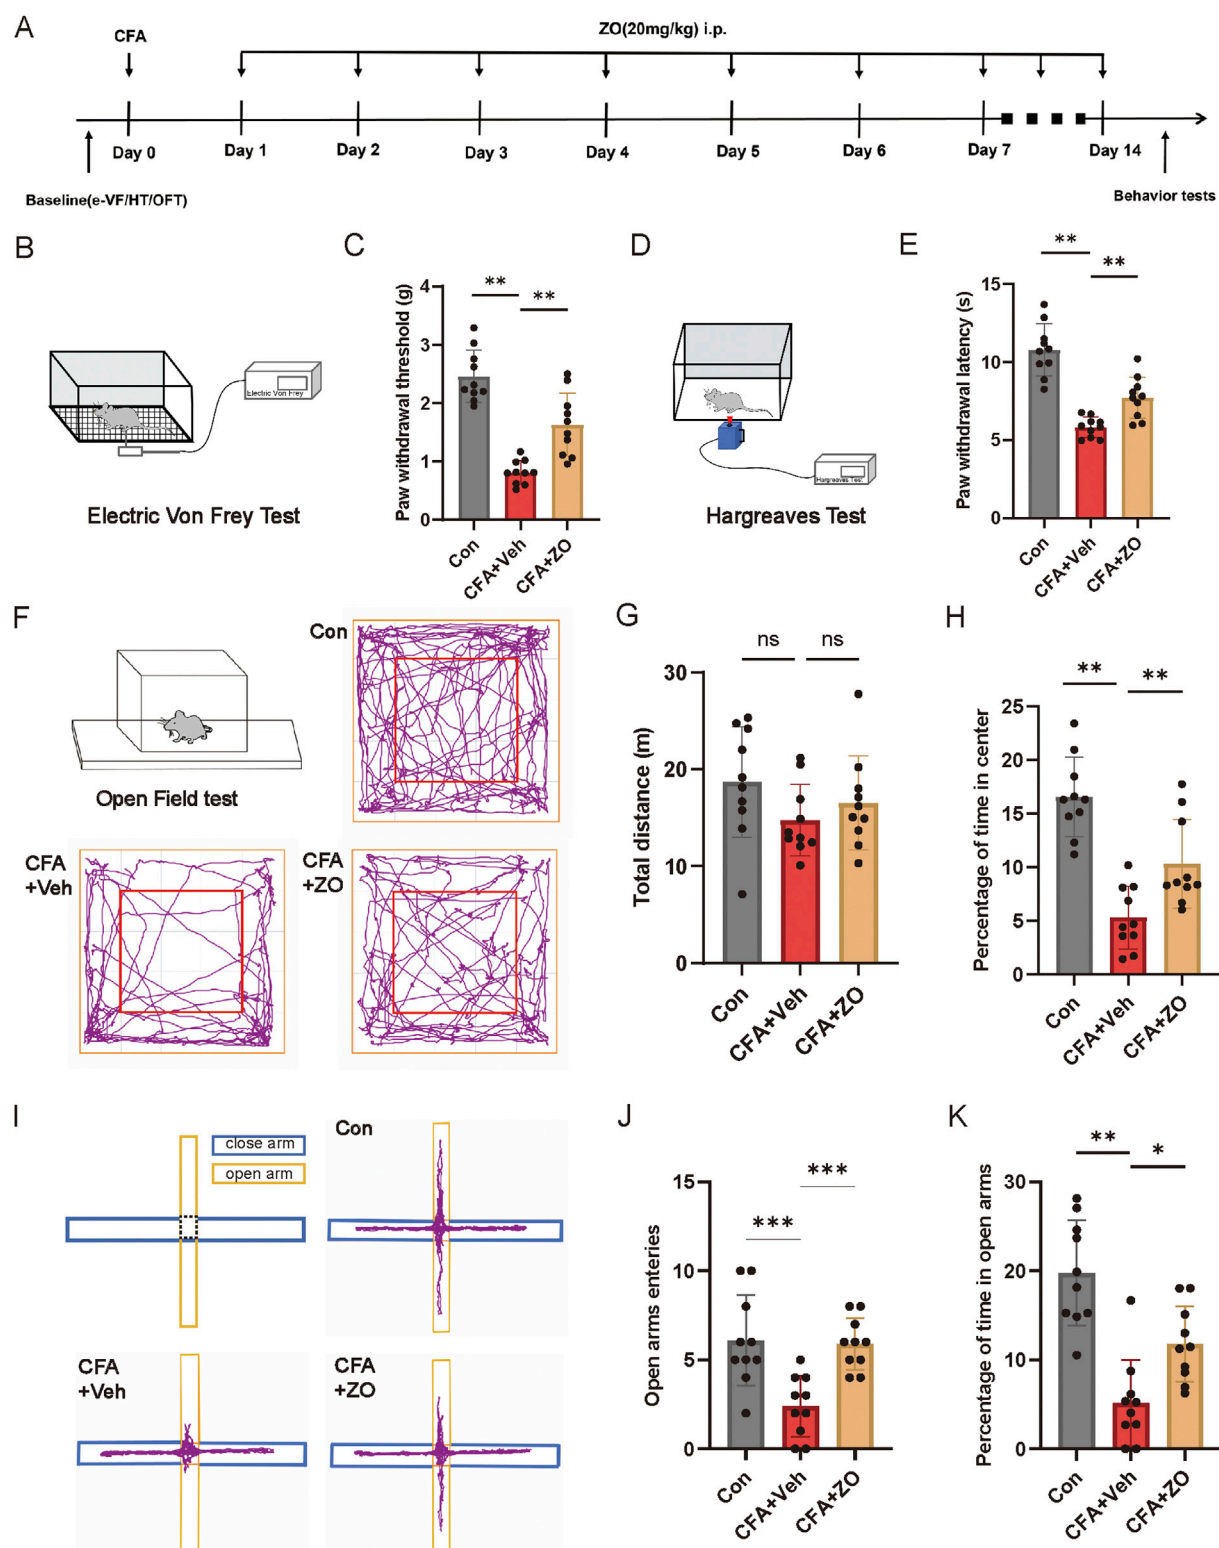 A
CFA
ZO(20mg/kg) i.p.
Day 0 Day 1 Day 2 Day 3 Day 4 Day 5 Day 6 Day 7 Day 14
Baseline(e-VF/HT/OFT)
Behavior tests
B
Electric Von Frey
Electric Von Frey Test
C
Paw withdrawal threshold (g)
4
3
2
1
0
** **
Con CFA+Veh CFA+ZO
D
Hargreaves Test
Hargreaves Test
E
Paw withdrawal latency (s)
15
10
5
0
** **
Con CFA+Veh CFA+ZO
F
Open Field test
Con
CFA
+Veh
CFA
+ZO
G
Total distance (m)
30
20
10
0
ns ns
Con CFA+Veh CFA+ZO
H
Percentage of time in center
25
20
15
10
5
0
** **
Con CFA+Veh CFA+ZO
I
close arm
open arm
Con
CFA
+Veh
CFA
+ZO
J
Open arms enteries
15
10
5
0
*** ***
Con CFA+Veh CFA+ZO
K
Percentage of time in open arms
30
20
10
0
** *
Con CFA+Veh CFA+ZO